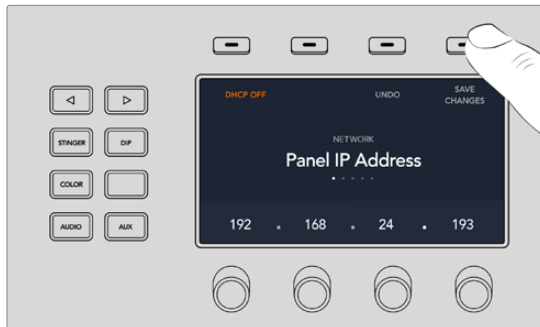 DHCP OFF
UNDO
SAVE
CHANGES
NETWORK
Panel IP Address
192 . 168 . 24 . 193
STINGER
DIP
COLOR
AUDIO
AUX